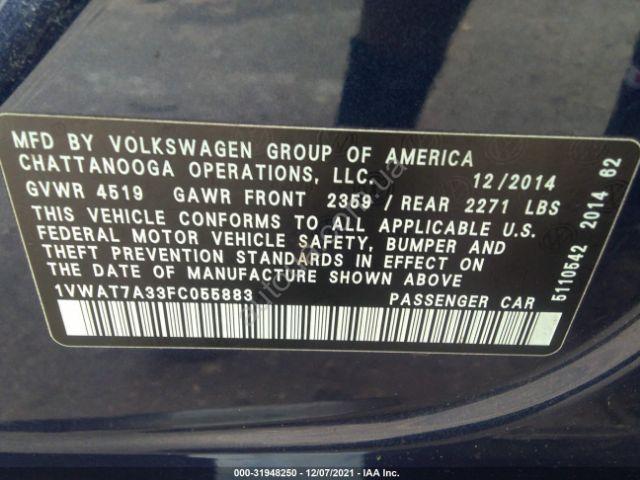 MFD BY VOLKSWAGEN GROUP OF AMERICA
CHATTANOOGA OPERATIONS, LLC. 12/2014
GVWR 4519 GAWR FRONT 2359 / REAR 2271 LBS
THIS VEHICLE CONFORMS TO ALL APPLICABLE U.S.
FEDERAL MOTOR VEHICLE SAFETY, BUMPER AND
THEFT PREVENTION STANDARDS IN EFFECT ON
THE DATE OF MANUFACTURE SHOWN ABOVE
1VWAT7A33FC055883 PASSENGER CAR
5110542 2014 62
000-31948250 - 12/07/2021 - IAA